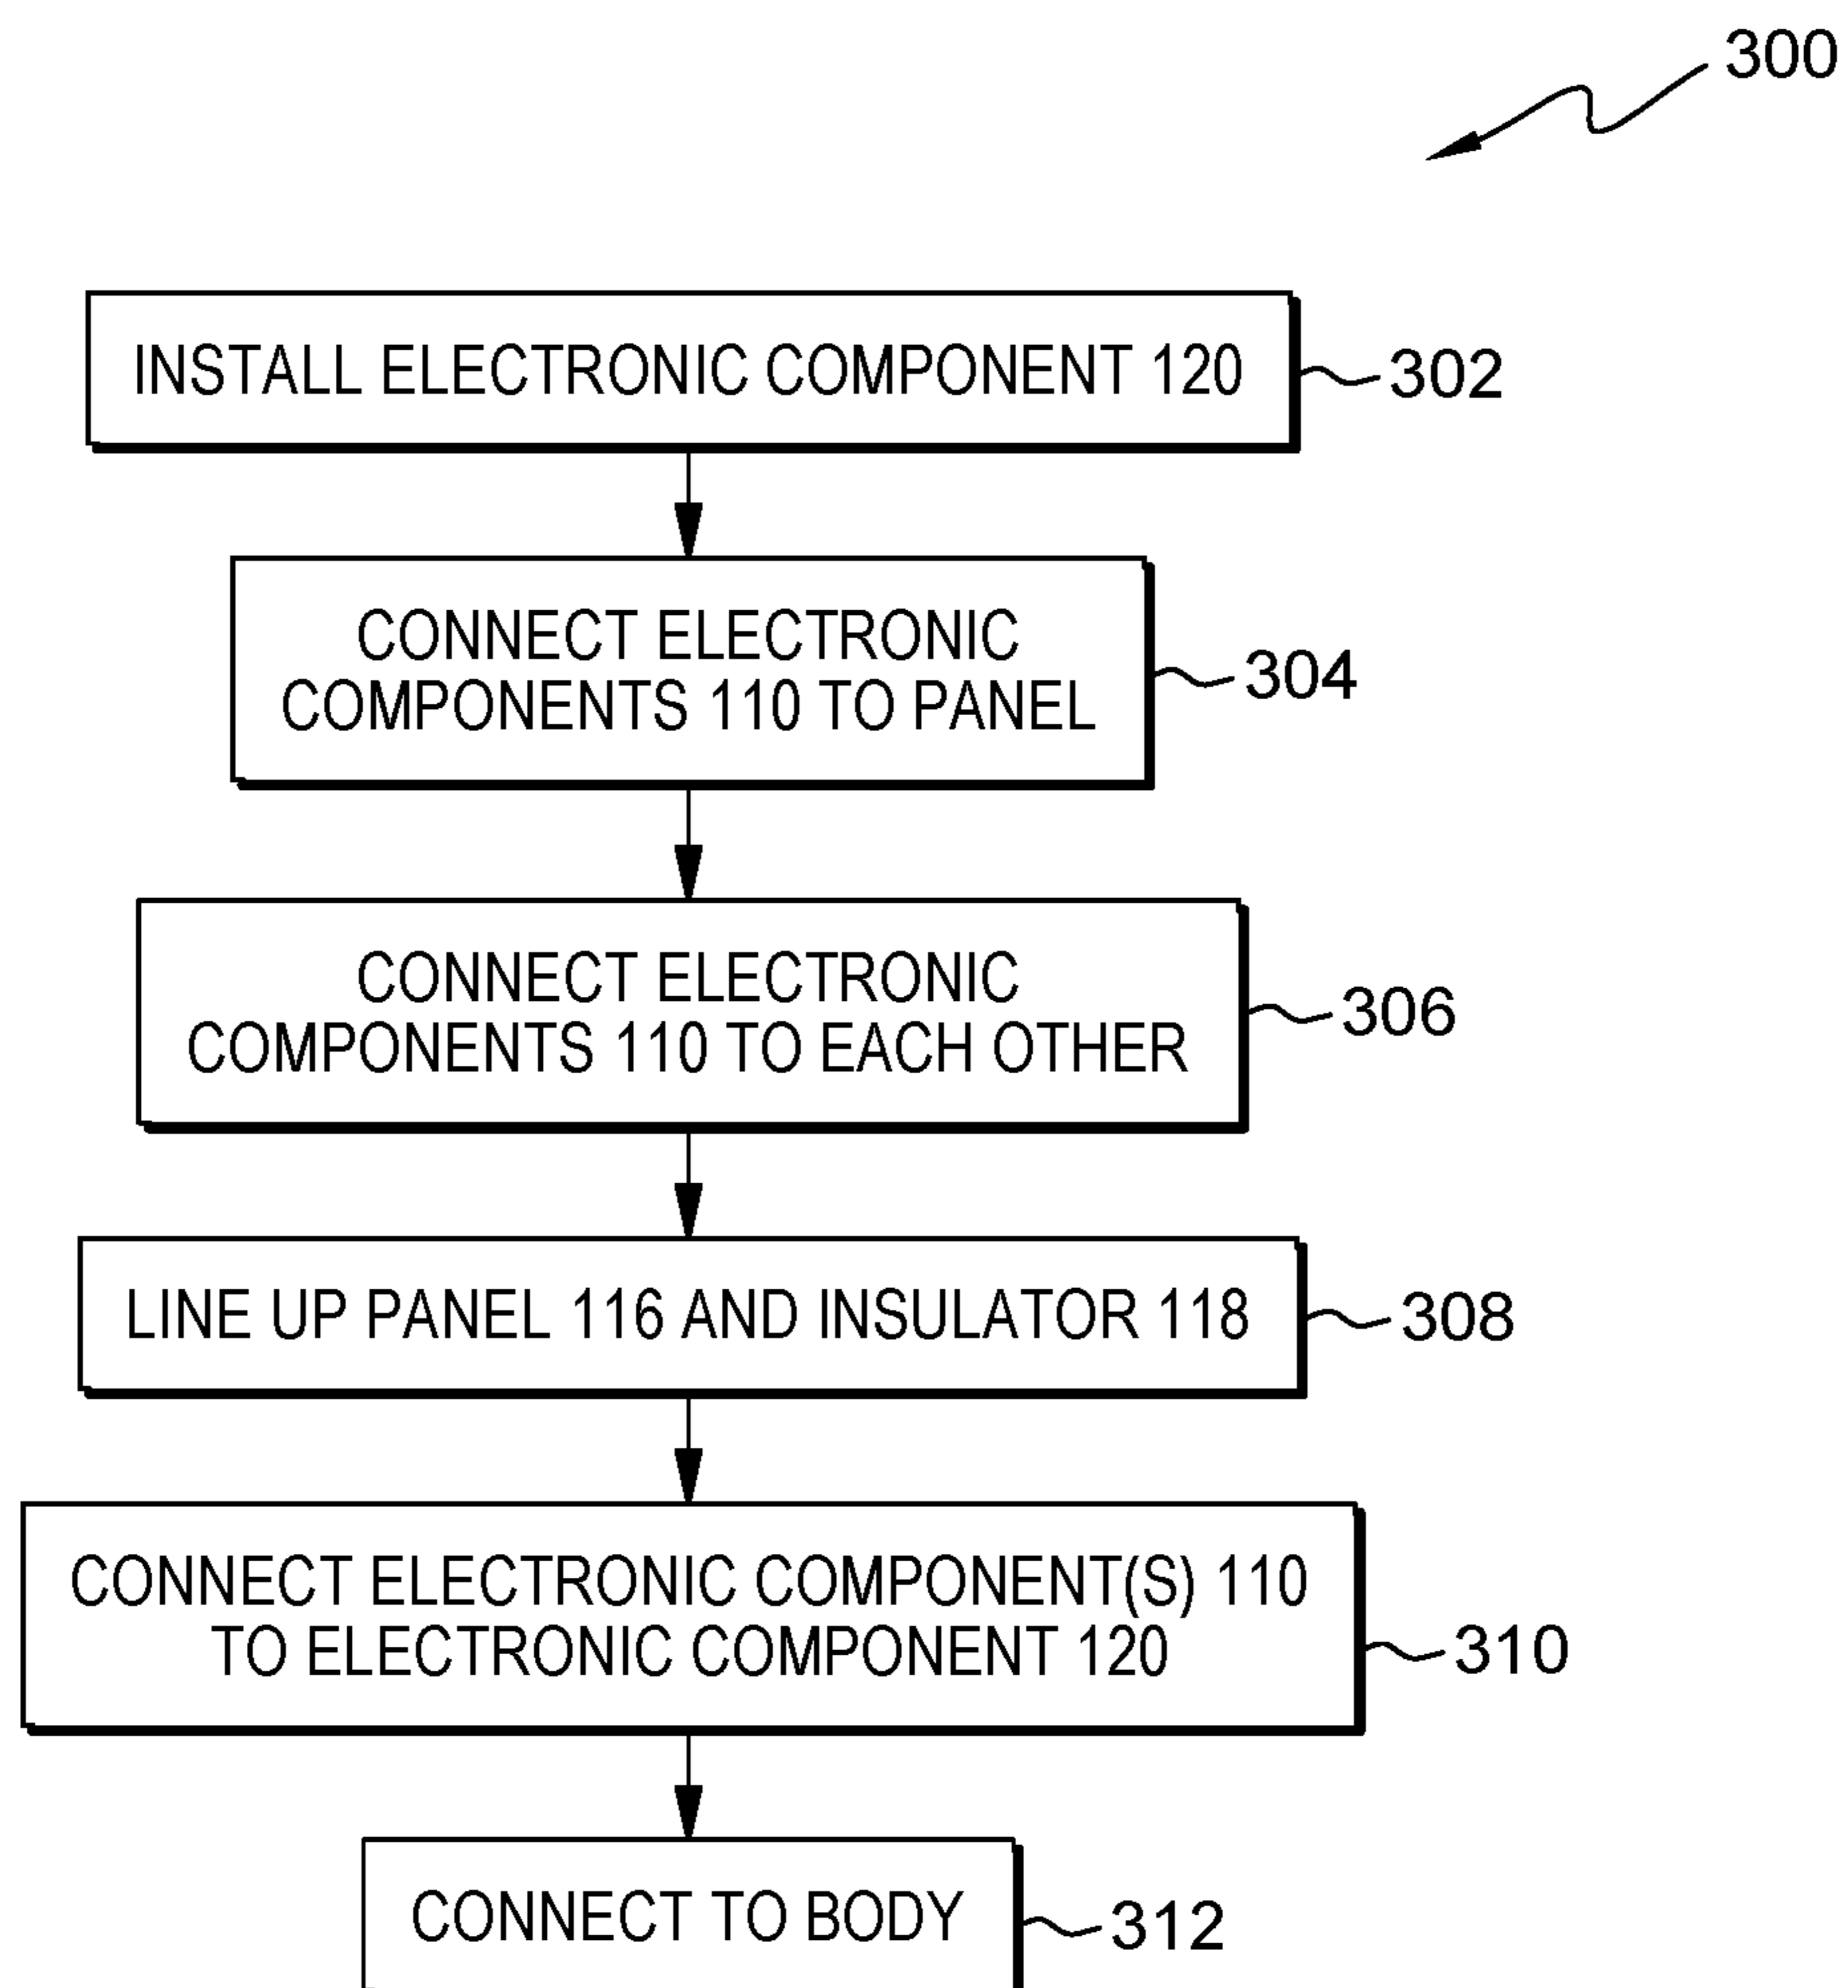 300
INSTALL ELECTRONIC COMPONENT 120
302
CONNECT ELECTRONIC
COMPONENTS 110 TO PANEL
304
CONNECT ELECTRONIC
COMPONENTS 110 TO EACH OTHER
306
LINE UP PANEL 116 AND INSULATOR 118
308
CONNECT ELECTRONIC COMPONENT(S) 110
TO ELECTRONIC COMPONENT 120
310
CONNECT TO BODY
312